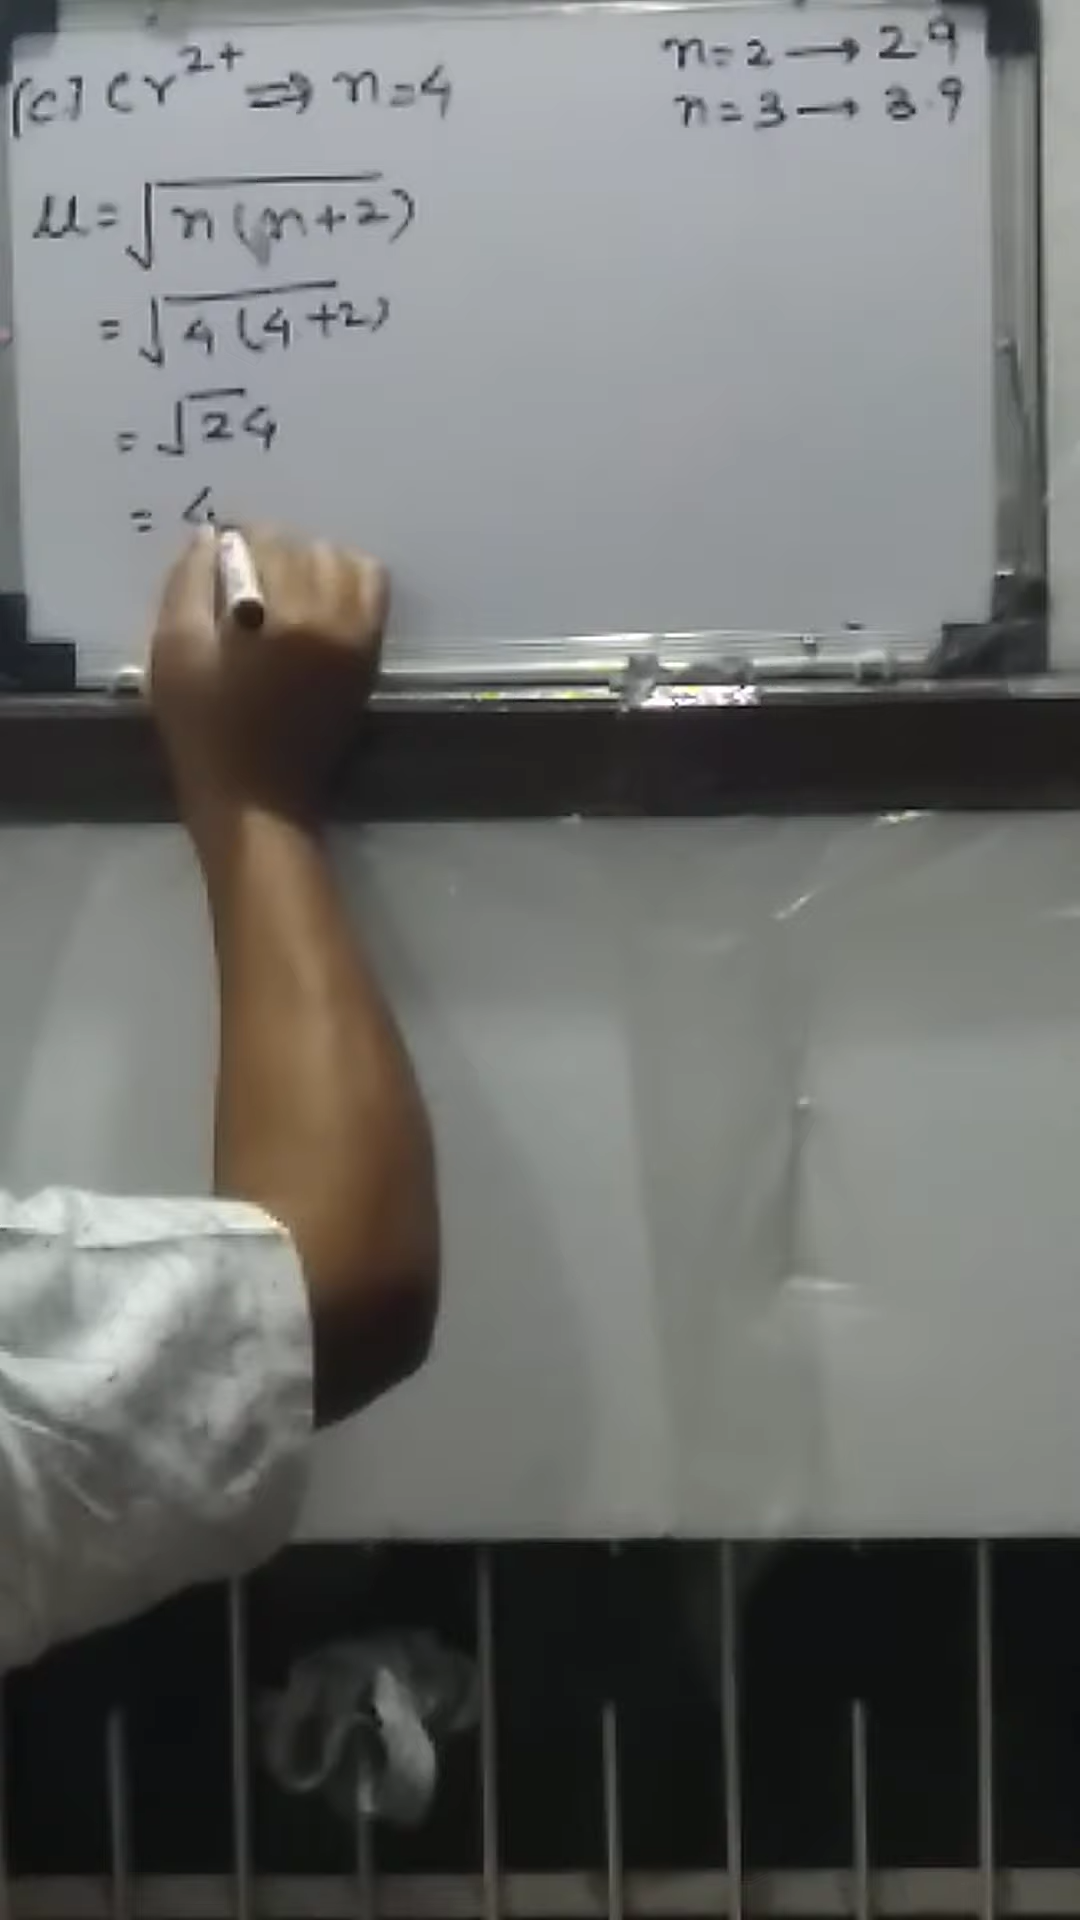 [C] Cr²⁺ ⇒ n=4
n=2 → 2.9
n=3 → 3.9
μ=√n(n+2)
=√4(4+2)
=√24
= 4